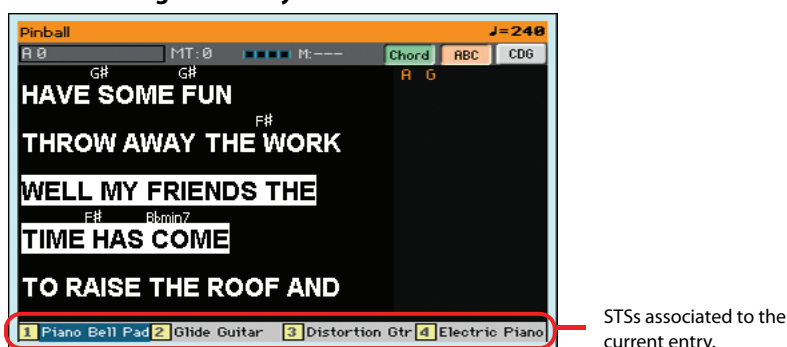 Pinball ♩=240
A 0 MT:0 M:--- Chord ABC CDG
G# G# A G
HAVE SOME FUN
F#
THROW AWAY THE WORK
WELL MY FRIENDS THE
F# Bbmin7
TIME HAS COME
TO RAISE THE ROOF AND
1 Piano Bell Pad 2 Glide Guitar 3 Distortion Gtr 4 Electric Piano
STSs associated to the
current entry.